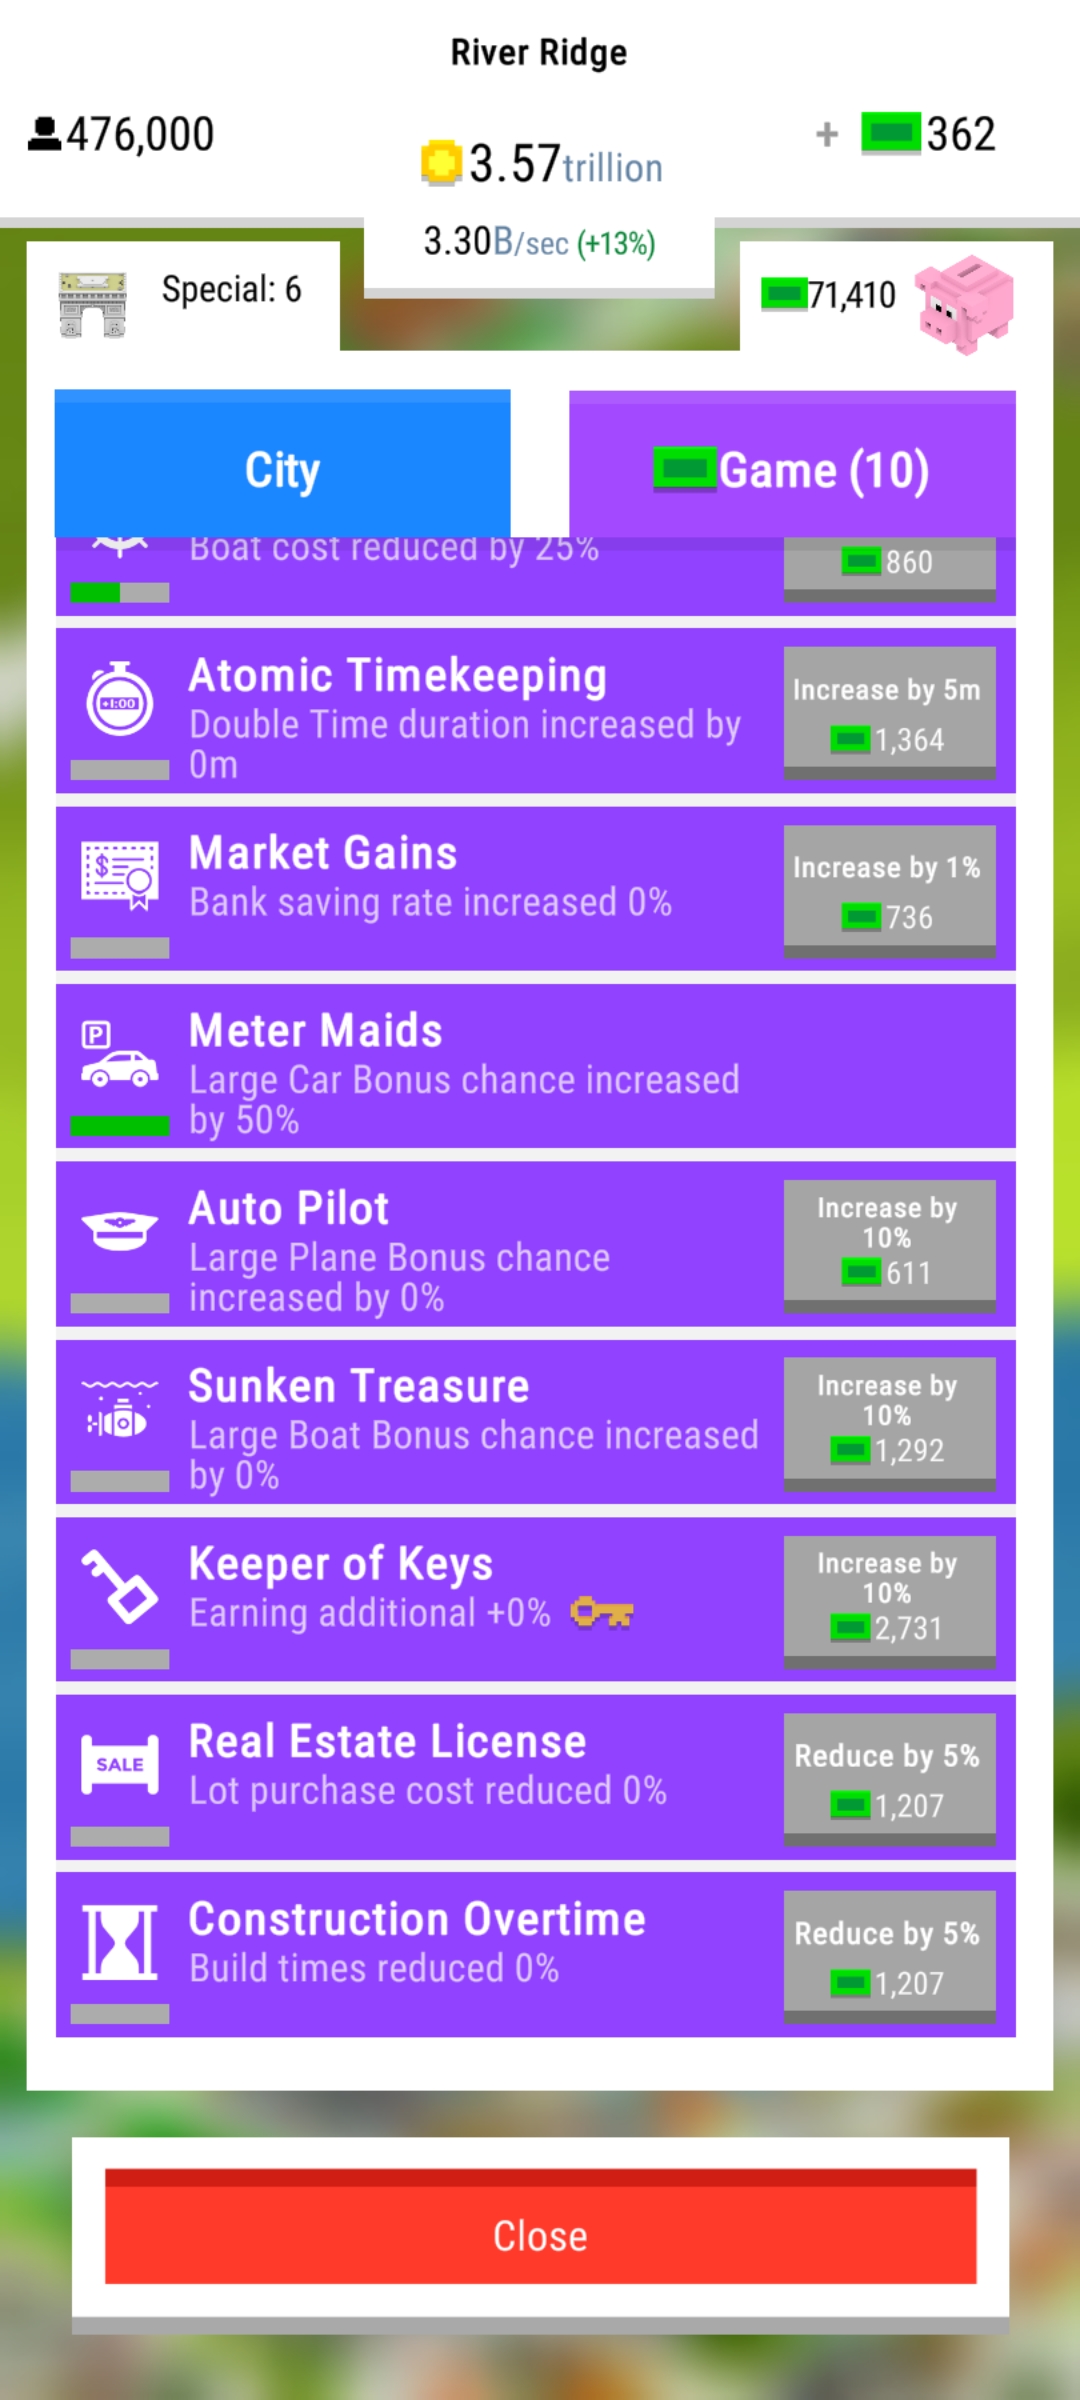 River Ridge
476,000
3.57trillion
+ 362
3.30B/sec (+13%)
Special: 6
71,410
City
Game (10)
Boat cost reduced by 25%
860
Atomic Timekeeping
Double Time duration increased by
0m
+1:00
Increase by 5m
1,364
Market Gains
Bank saving rate increased 0%
$
Increase by 1%
736
P
Meter Maids
Large Car Bonus chance increased
by 50%
Auto Pilot
Large Plane Bonus chance
increased by 0%
Increase by
10%
611
Sunken Treasure
Large Boat Bonus chance increased
by 0%
Increase by
10%
1,292
Keeper of Keys
Earning additional +0%
Increase by
10%
2,731
Real Estate License
Lot purchase cost reduced 0%
SALE
Reduce by 5%
1,207
Construction Overtime
Build times reduced 0%
Reduce by 5%
1,207
Close